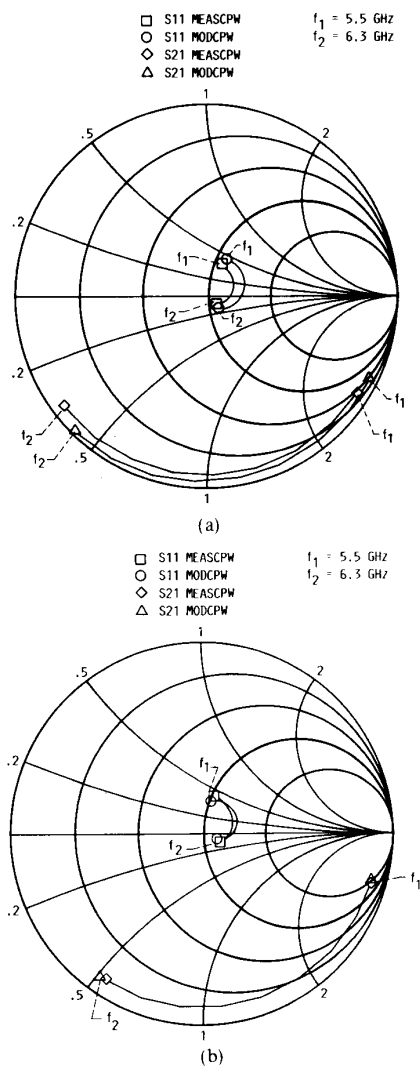 □ S11 MEASCPW f₁ = 5.5 GHz
○ S11 MODCPW f₂ = 6.3 GHz
◇ S21 MEASCPW
△ S21 MODCPW
1
.5 2
.2
f₁ f₁
f₂ f₂
.2
f₂ f₁
f₂ .5 2 f₁
1
(a)
□ S11 MEASCPW f₁ = 5.5 GHz
○ S11 MODCPW f₂ = 6.3 GHz
◇ S21 MEASCPW
△ S21 MODCPW
1
.5 2
.2
f₁
f₂
f₁
.2
.5 2
f₂
1
(b)